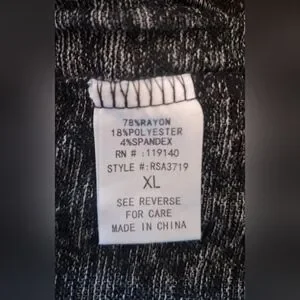 78%RAYON
18%POLYESTER
4%SPANDEX
RN # :119140
STYLE #:RSA3719
XL
SEE REVERSE
FOR CARE
MADE IN CHINA